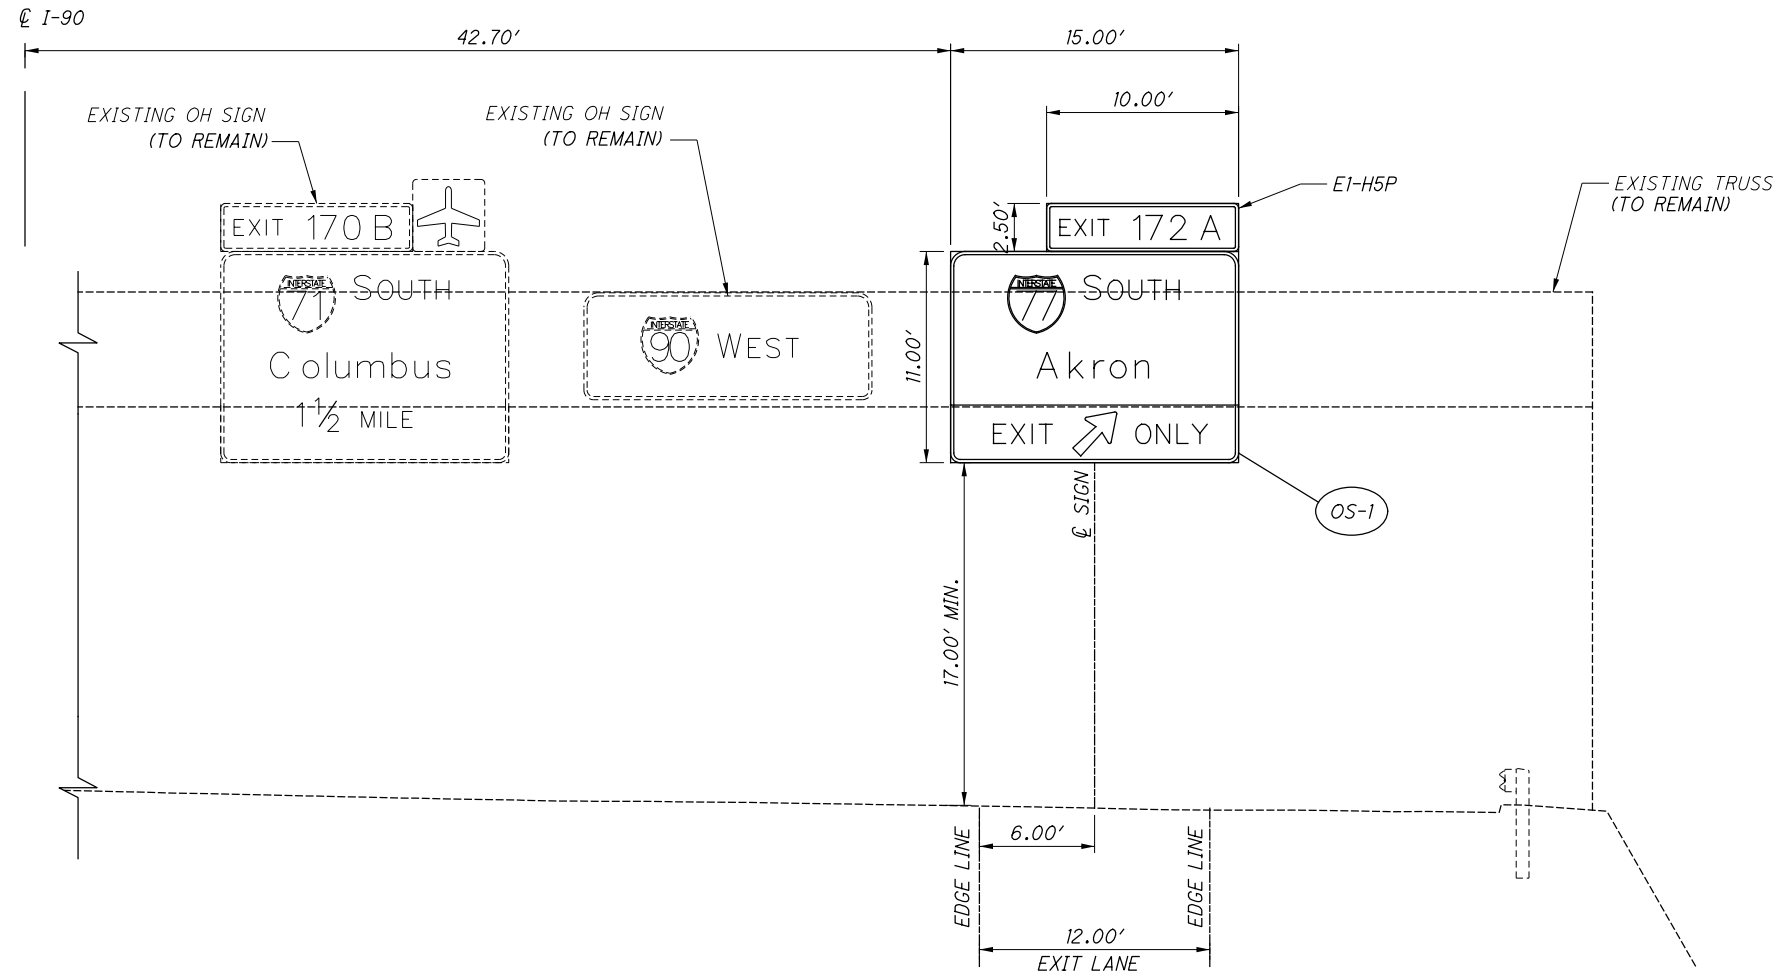 ℄ I-90
42.70'
15.00'
10.00'
EXISTING OH SIGN
(TO REMAIN)
EXISTING OH SIGN
(TO REMAIN)
E1-H5P
EXISTING TRUSS
(TO REMAIN)
2.50'
EXIT 170 B
EXIT 172 A
INTERSTATE
71 SOUTH
Columbus
1 1/2 MILE
INTERSTATE
90 WEST
11.00'
INTERSTATE
77 SOUTH
Akron
EXIT ONLY
℄ SIGN
OS-1
17.00' MIN.
6.00'
EDGE LINE
EDGE LINE
12.00'
EXIT LANE